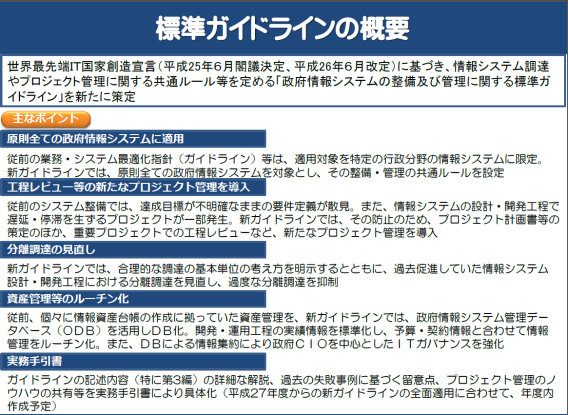 標準ガイドラインの概要
世界最先端IT国家創造宣言（平成25年６月閣議決定、平成26年６月改定）に基づき、情報システム調達
やプロジェクト管理に関する共通ルール等を定める「政府情報システムの整備及び管理に関する標準ガ
イドライン」を新たに策定
主なポイント
原則全ての政府情報システムに適用
従前の業務・システム最適化指針（ガイドライン）等は、適用対象を特定の行政分野の情報システムに限定。
新ガイドラインでは、原則全ての政府情報システムを対象とし、その整備・管理の共通ルールを設定
工程レビュー等の新たなプロジェクト管理を導入
従前のシステム整備では、達成目標が不明確なままの要件定義が散見。また、情報システムの設計・開発工程で
遅延・停滞を生ずるプロジェクトが一部発生。新ガイドラインでは、その防止のため、プロジェクト計画書等の
策定のほか、重要プロジェクトでの工程レビューなど、新たなプロジェクト管理を導入
分離調達の見直し
新ガイドラインでは、合理的な調達の基本単位の考え方を明示するとともに、過去促進していた情報システム
設計・開発工程における分離調達を見直し、過度な分離調達を抑制
資産管理等のルーチン化
従前、個々に情報資産台帳の作成に拠っていた資産管理を、新ガイドラインでは、政府情報システム管理デー
タベース（ＯＤＢ）を活用しＤＢ化。開発・運用工程の実績情報を標準化し、予算・契約情報と合わせて情報
管理をルーチン化。また、ＤＢによる情報集約により政府ＣＩＯを中心としたＩＴガバナンスを強化
実務手引書
ガイドラインの記述内容（特に第3編）の詳細な解説、過去の失敗事例に基づく留意点、プロジェクト管理のノ
ウハウの共有等を実務手引書により具体化（平成27年度からの新ガイドラインの全面適用に合わせて、年度内
作成予定）